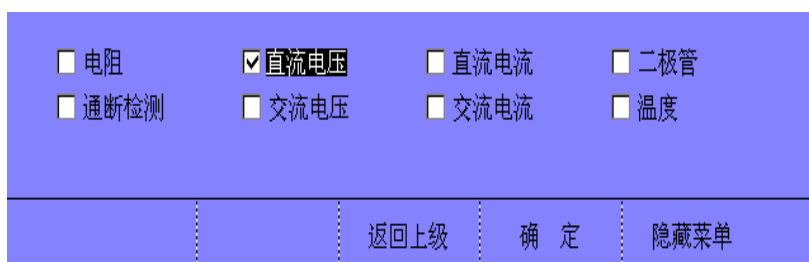 电阻 直流电压 直流电流 二极管
通断检测 交流电压 交流电流 温度
返回上级 确 定 隐藏菜单